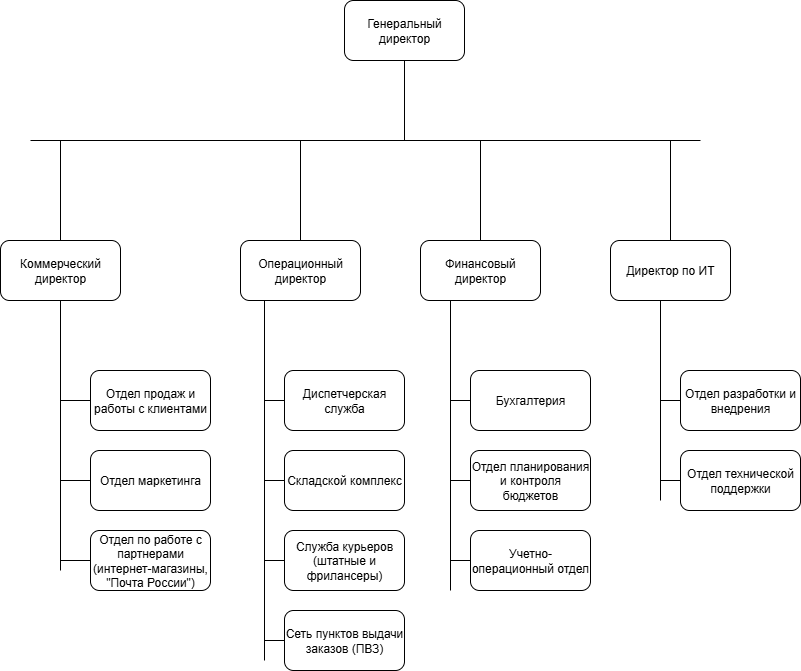 Генеральный
директор
Коммерческий
директор
Операционный
директор
Финансовый
директор
Директор по ИТ
Отдел продаж и
работы с клиентами
Отдел маркетинга
Отдел по работе с
партнерами
(интернет-магазины,
"Почта России")
Диспетчерская
служба
Складской комплекс
Служба курьеров
(штатные и
фрилансеры)
Сеть пунктов выдачи
заказов (ПВЗ)
Бухгалтерия
Отдел планирования
и контроля
бюджетов
Учетно-
операционный отдел
Отдел разработки и
внедрения
Отдел технической
поддержки